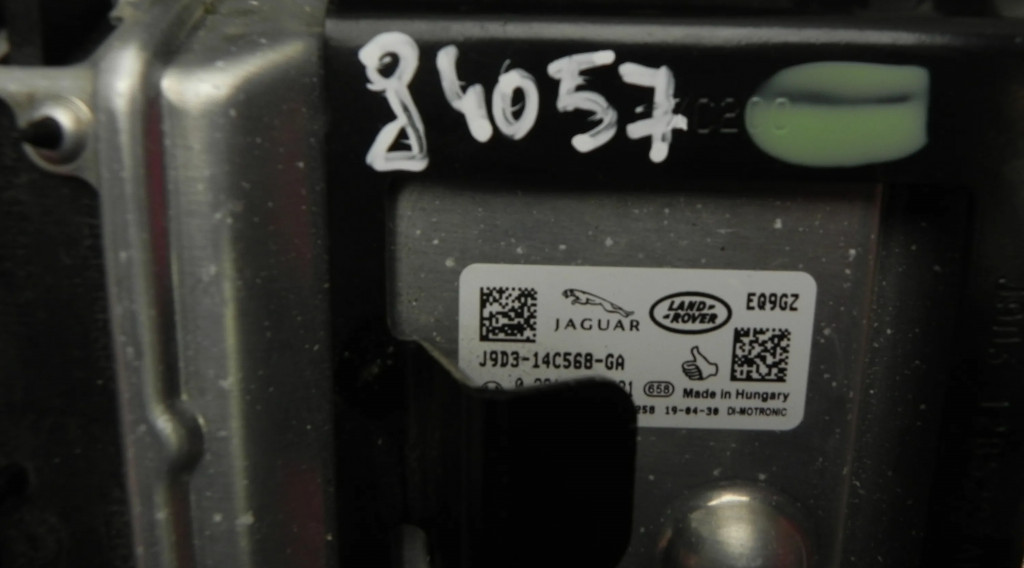 84057
JAGUAR
LAND-
-ROVER
EQ9GZ
J9D3-14C568-GA
658 Made in Hungary
19-04-30 DI-MOTRONIC